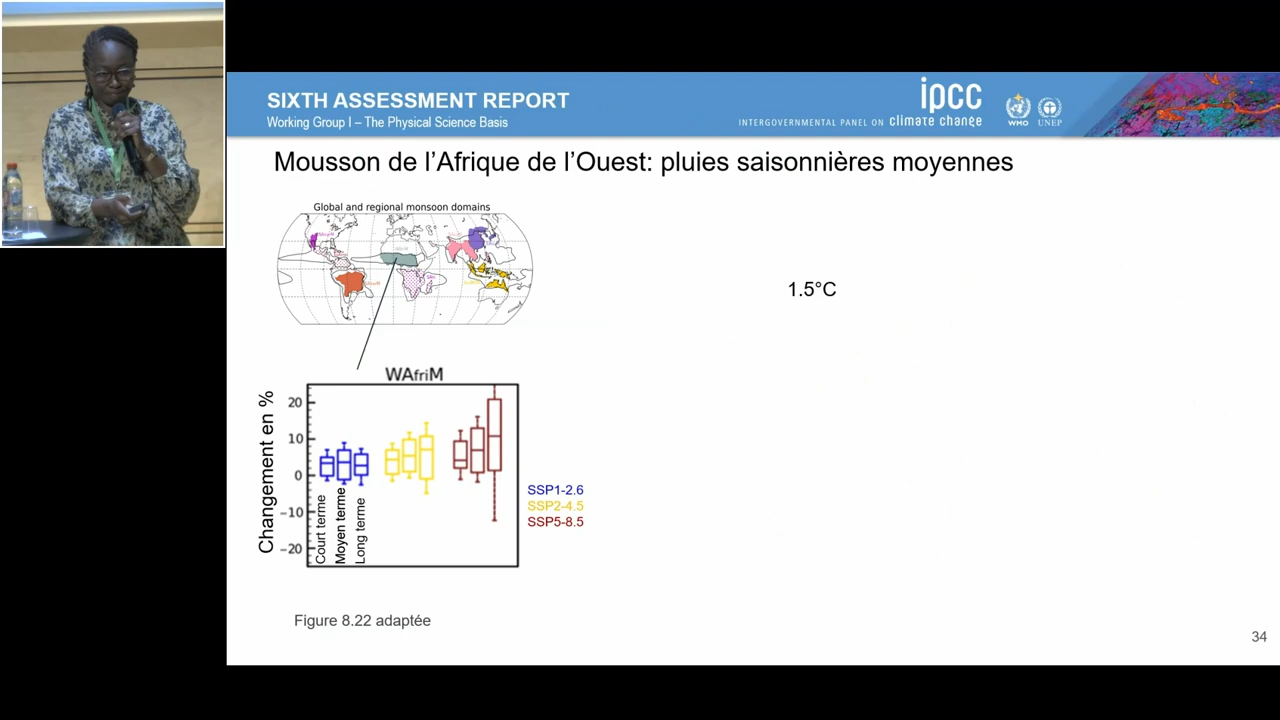 SIXTH ASSESSMENT REPORT
Working Group I – The Physical Science Basis
ipcc
INTERGOVERNMENTAL PANEL ON climate change
WMO
UNEP
Mousson de l’Afrique de l’Ouest: pluies saisonnières moyennes
Global and regional monsoon domains
1.5°C
WAfriM
Changement en %
20
10
0
−10
−20
Court terme
Moyen terme
Long terme
SSP1-2.6
SSP2-4.5
SSP5-8.5
Figure 8.22 adaptée
34